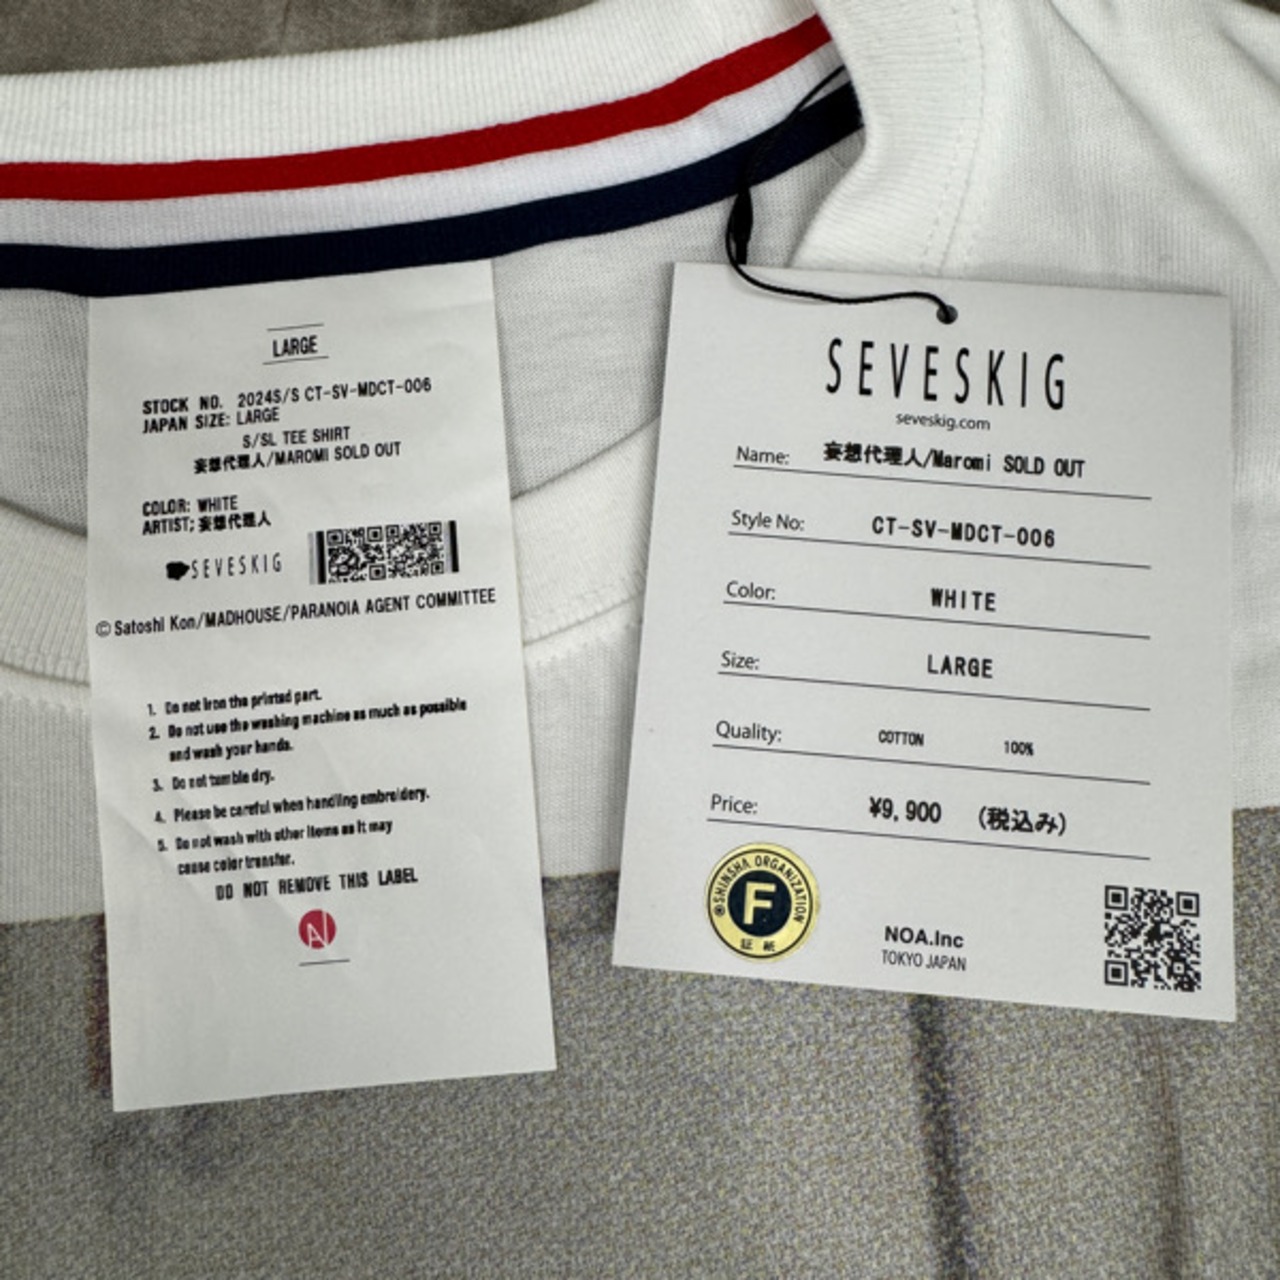 LARGE
STOCK NO. 2024S/S CT-SV-MDCT-006
JAPAN SIZE: LARGE
S/SL TEE SHIRT
妄想代理人/MAROMI SOLD OUT
COLOR: WHITE
ARTIST; 妄想代理人
SEVESKIG
© Satoshi Kon/MADHOUSE/PARANOIA AGENT COMMITTEE
1. Do not iron the printed part.
2. Do not use the washing machine as much as possible
and wash your hands.
3. Do not tumble dry.
4. Please be careful when handling embroidery.
5. Do not wash with other items as it may
cause color transfer.
DO NOT REMOVE THIS LABEL
SEVESKIG
seveskig.com
Name: 妄想代理人/Maromi SOLD OUT
Style No: CT-SV-MDCT-006
Color: WHITE
Size: LARGE
Quality: COTTON 100%
Price: ¥9,900 (税込み)
©SHINSHA ORGANIZATION
F
証紙
NOA.Inc
TOKYO JAPAN